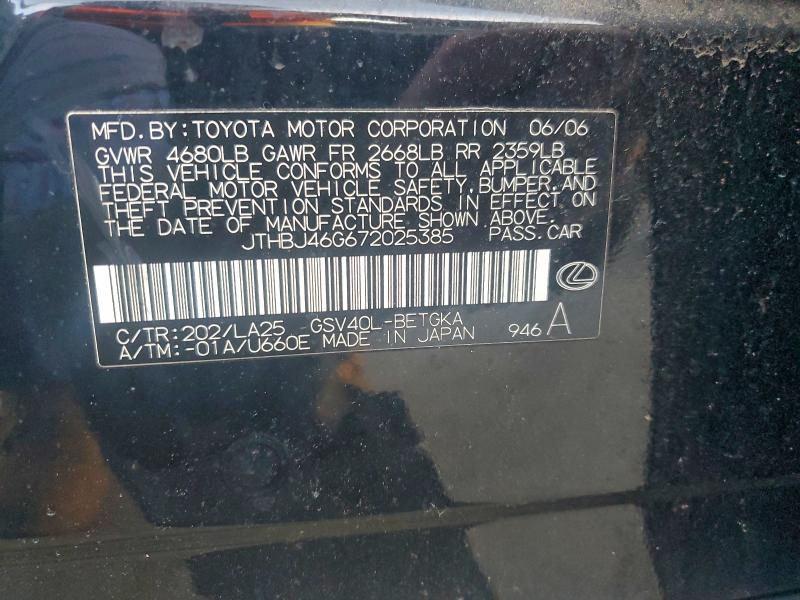 MFD.BY:TOYOTA MOTOR CORPORATION 06/06
GVWR 4680LB GAWR FR 2668LB RR 2359LB
THIS VEHICLE CONFORMS TO ALL APPLICABLE
FEDERAL MOTOR VEHICLE SAFETY,BUMPER,AND
THEFT PREVENTION STANDARDS IN EFFECT ON
THE DATE OF MANUFACTURE SHOWN ABOVE.
JTHBJ46G672025385 PASS.CAR
C/TR:202/LA25 GSV40L-BETGKA
A/TM:-01A/U660E MADE IN JAPAN 946 A